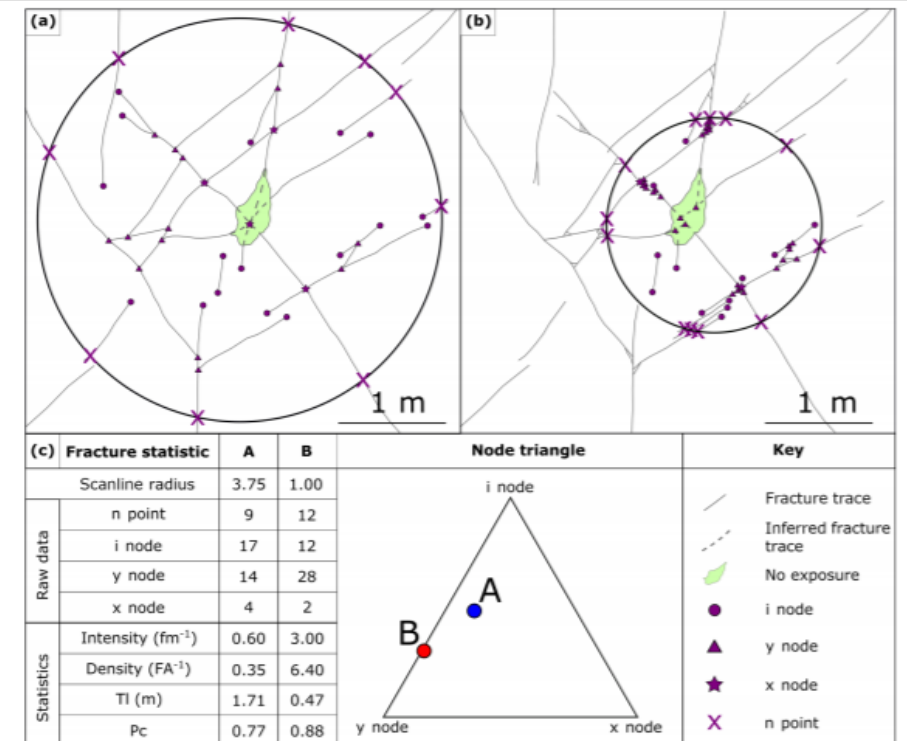 (a)
(b)
1 m
1 m
(c) Fracture statistic A B
Node triangle
Key
Scanline radius 3.75 1.00
Raw data
n point 9 12
i node 17 12
y node 14 28
x node 4 2
Statistics
Intensity (fm⁻¹) 0.60 3.00
Density (FA⁻¹) 0.35 6.40
Tl (m) 1.71 0.47
Pc 0.77 0.88
i node
A
B
y node
x node
Fracture trace
Inferred fracture
trace
No exposure
i node
y node
x node
n point